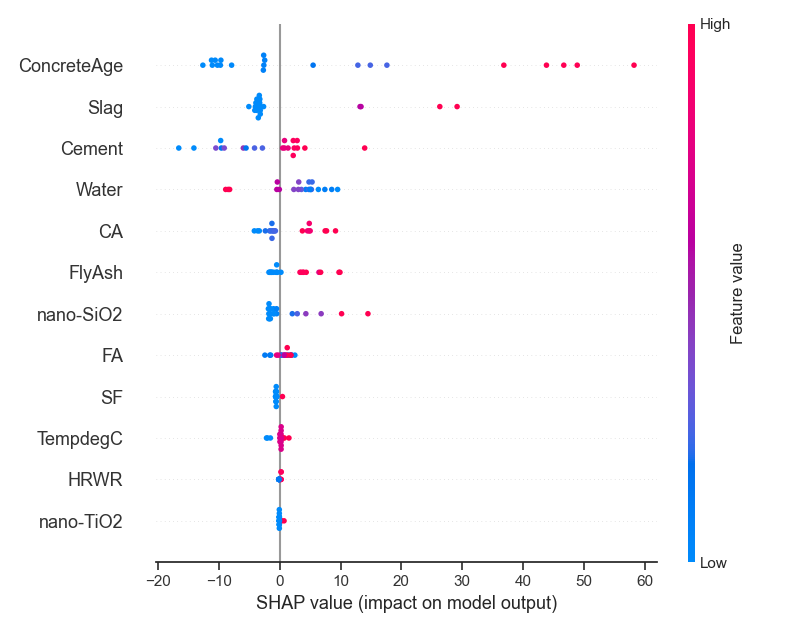 High
ConcreteAge
Slag
Cement
Water
CA
FlyAsh
nano-SiO2
FA
SF
TempdegC
HRWR
nano-TiO2
Feature value
Low
−20 −10 0 10 20 30 40 50 60
SHAP value (impact on model output)